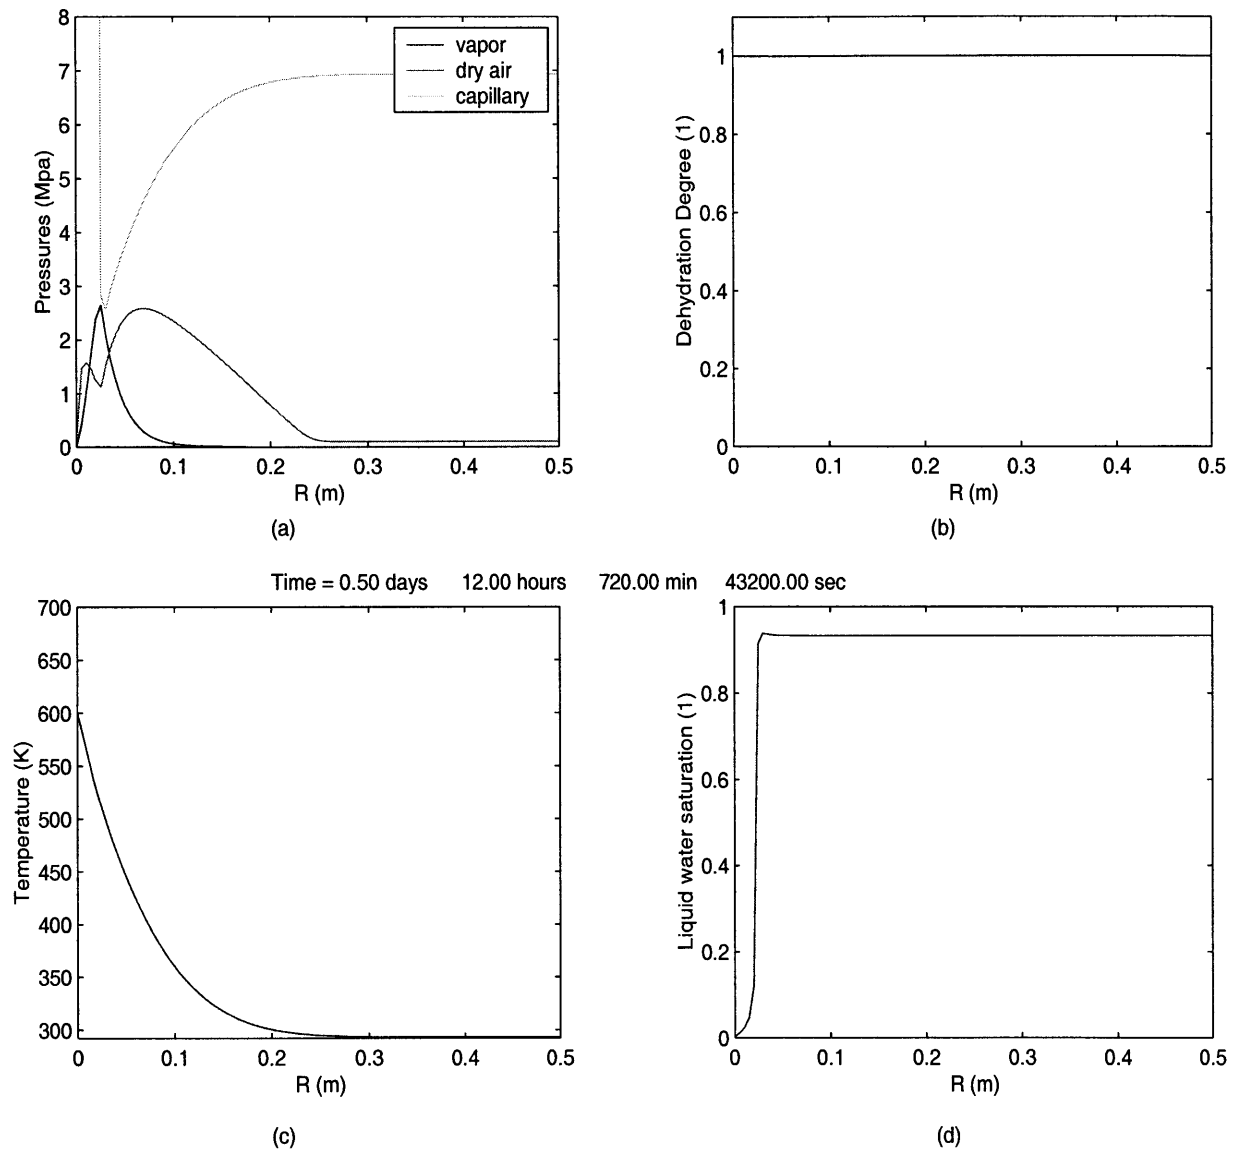 8
7
6
5
4
3
2
1
0
Pressures (Mpa)
vapor
dry air
capillary
0 0.1 0.2 0.3 0.4 0.5
R (m)
(a)
1
0.8
0.6
0.4
0.2
0
Dehydration Degree (1)
0 0.1 0.2 0.3 0.4 0.5
R (m)
(b)
Time = 0.50 days 12.00 hours 720.00 min 43200.00 sec
700
650
600
550
500
450
400
350
300
Temperature (K)
0 0.1 0.2 0.3 0.4 0.5
R (m)
(c)
1
0.8
0.6
0.4
0.2
0
Liquid water saturation (1)
0 0.1 0.2 0.3 0.4 0.5
R (m)
(d)